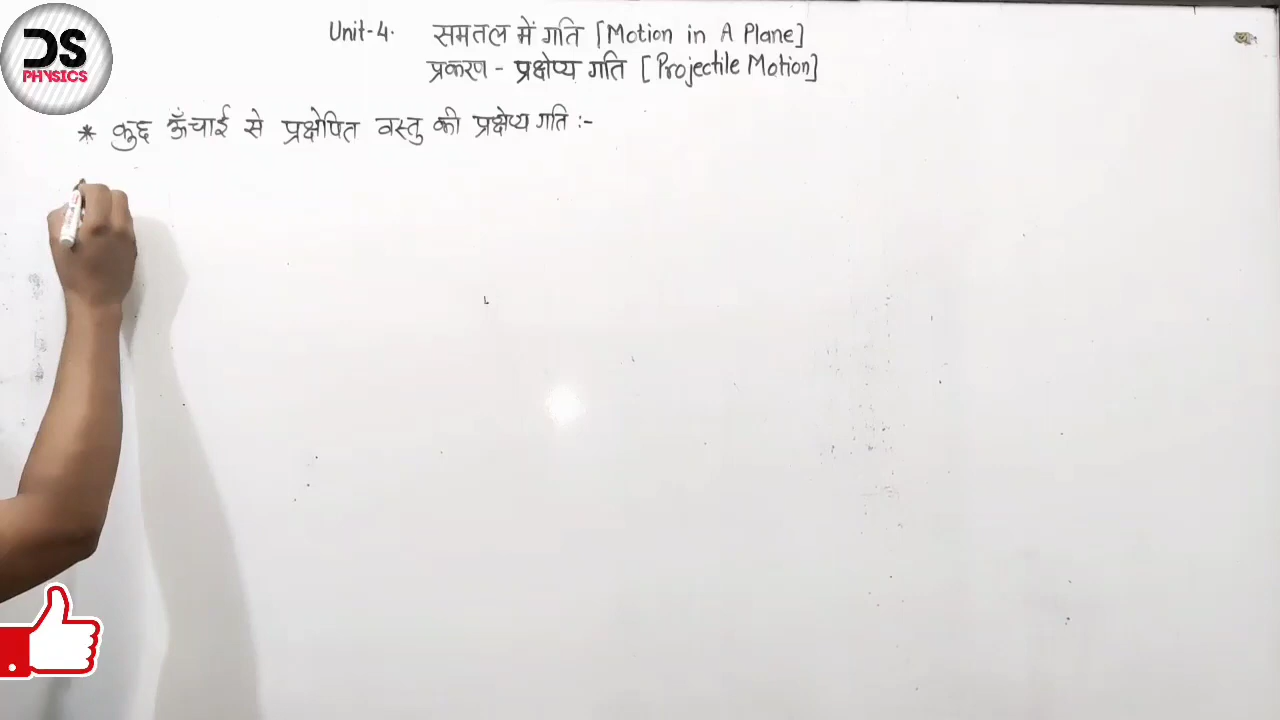 DS
PHYSICS
Unit-4. समतल में गति [Motion in A Plane]
प्रकरण - प्रक्षेप्य गति [Projectile Motion]
* कुछ ऊँचाई से प्रक्षेपित वस्तु की प्रक्षेप्य गति :-